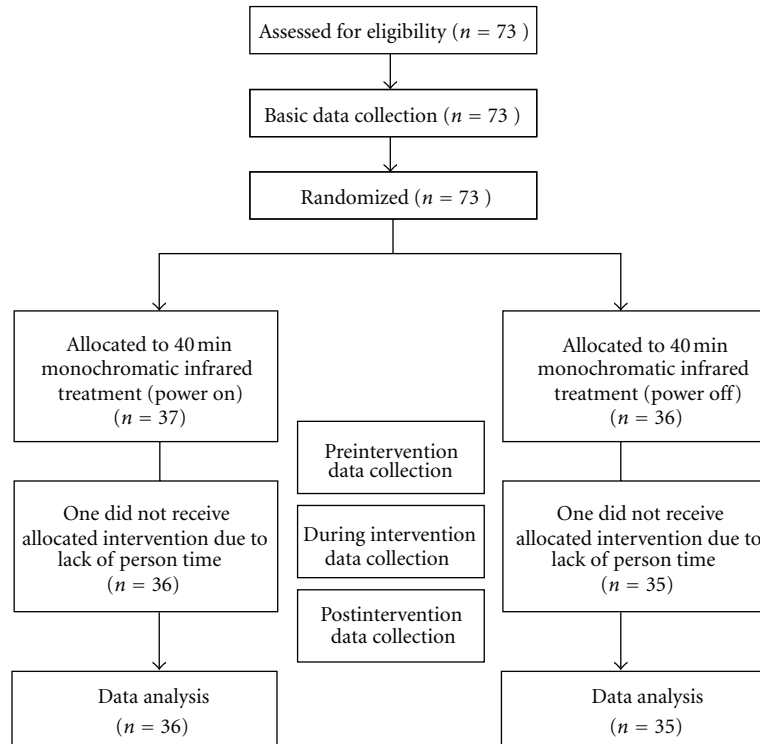 Assessed for eligibility (n = 73 )
Basic data collection (n = 73 )
Randomized (n = 73 )
Allocated to 40 min
monochromatic infrared
treatment (power on)
(n = 37)
Allocated to 40 min
monochromatic infrared
treatment (power off)
(n = 36)
Preintervention
data collection
One did not receive
allocated intervention due to
lack of person time
(n = 36)
During intervention
data collection
One did not receive
allocated intervention due to
lack of person time
(n = 35)
Postintervention
data collection
Data analysis
(n = 36)
Data analysis
(n = 35)